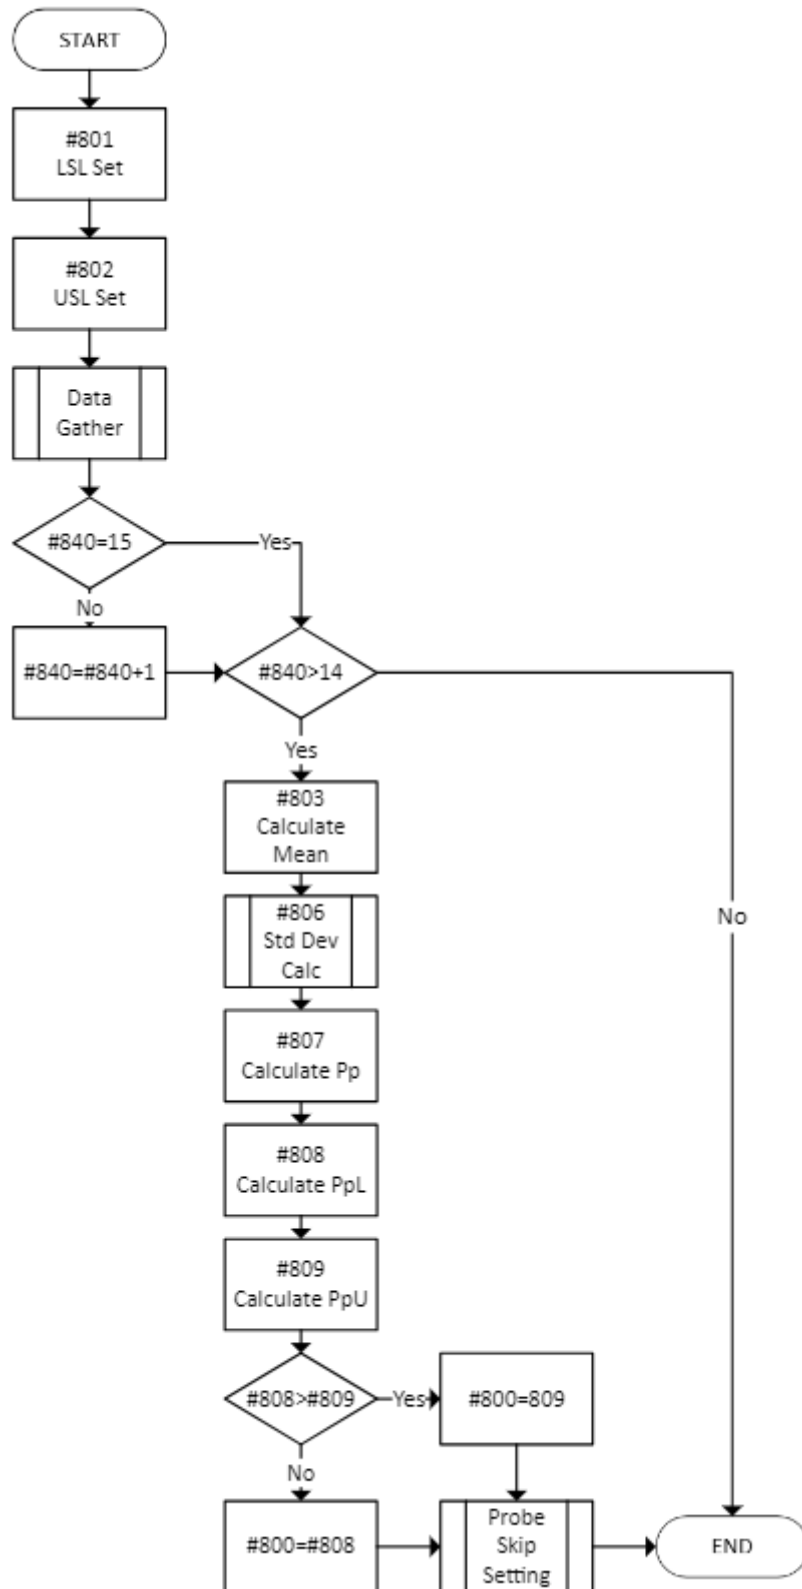 START
#801
LSL Set
#802
USL Set
Data
Gather
#840=15
Yes
No
#840=#840+1
#840>14
Yes
No
#803
Calculate
Mean
#806
Std Dev
Calc
#807
Calculate Pp
#808
Calculate PpL
#809
Calculate PpU
#808>#809
Yes
#800=809
No
#800=#808
Probe
Skip
Setting
END